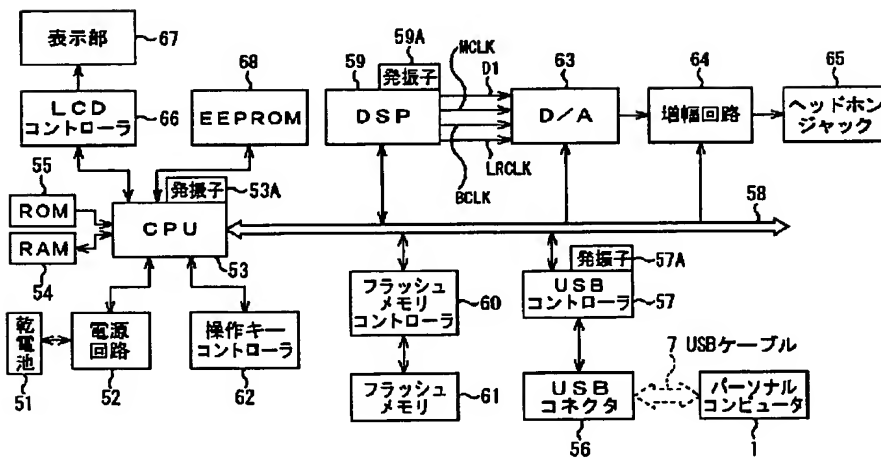 表示部
67
LCD
コントローラ
66
68
EEPROM
59
59A
発振子
DSP
MCLK
D1
BCLK
LRCLK
63
D/A
64
増幅回路
65
ヘッドホン
ジャック
55
ROM
RAM
54
発振子
53A
CPU
53
58
乾電池
51
電源
回路
52
操作キー
コントローラ
62
フラッシュ
メモリ
コントローラ
60
フラッシュ
メモリ
61
発振子
57A
USB
コントローラ
57
USB
コネクタ
56
7 USBケーブル
パーソナル
コンピュータ
1